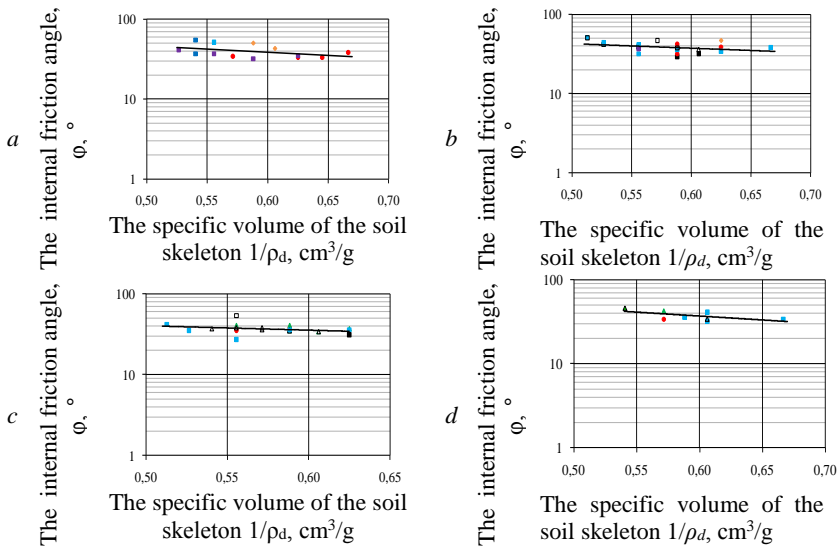 a
The internal friction angle,
φ, °
100
10
1
0,50 0,55 0,60 0,65 0,70
The specific volume of the soil
skeleton 1/ρd, cm³/g
b
The internal friction angle,
φ, °
100
10
1
0,50 0,55 0,60 0,65 0,70
The specific volume of the
soil skeleton 1/ρd, cm³/g
c
The internal friction angle,
φ, °
100
10
1
0,50 0,55 0,60 0,65
The specific volume of the soil
skeleton 1/ρd, cm³/g
d
The internal friction angle,
φ, °
100
10
1
0,50 0,55 0,60 0,65 0,70
The specific volume of the
soil skeleton 1/ρd, cm³/g